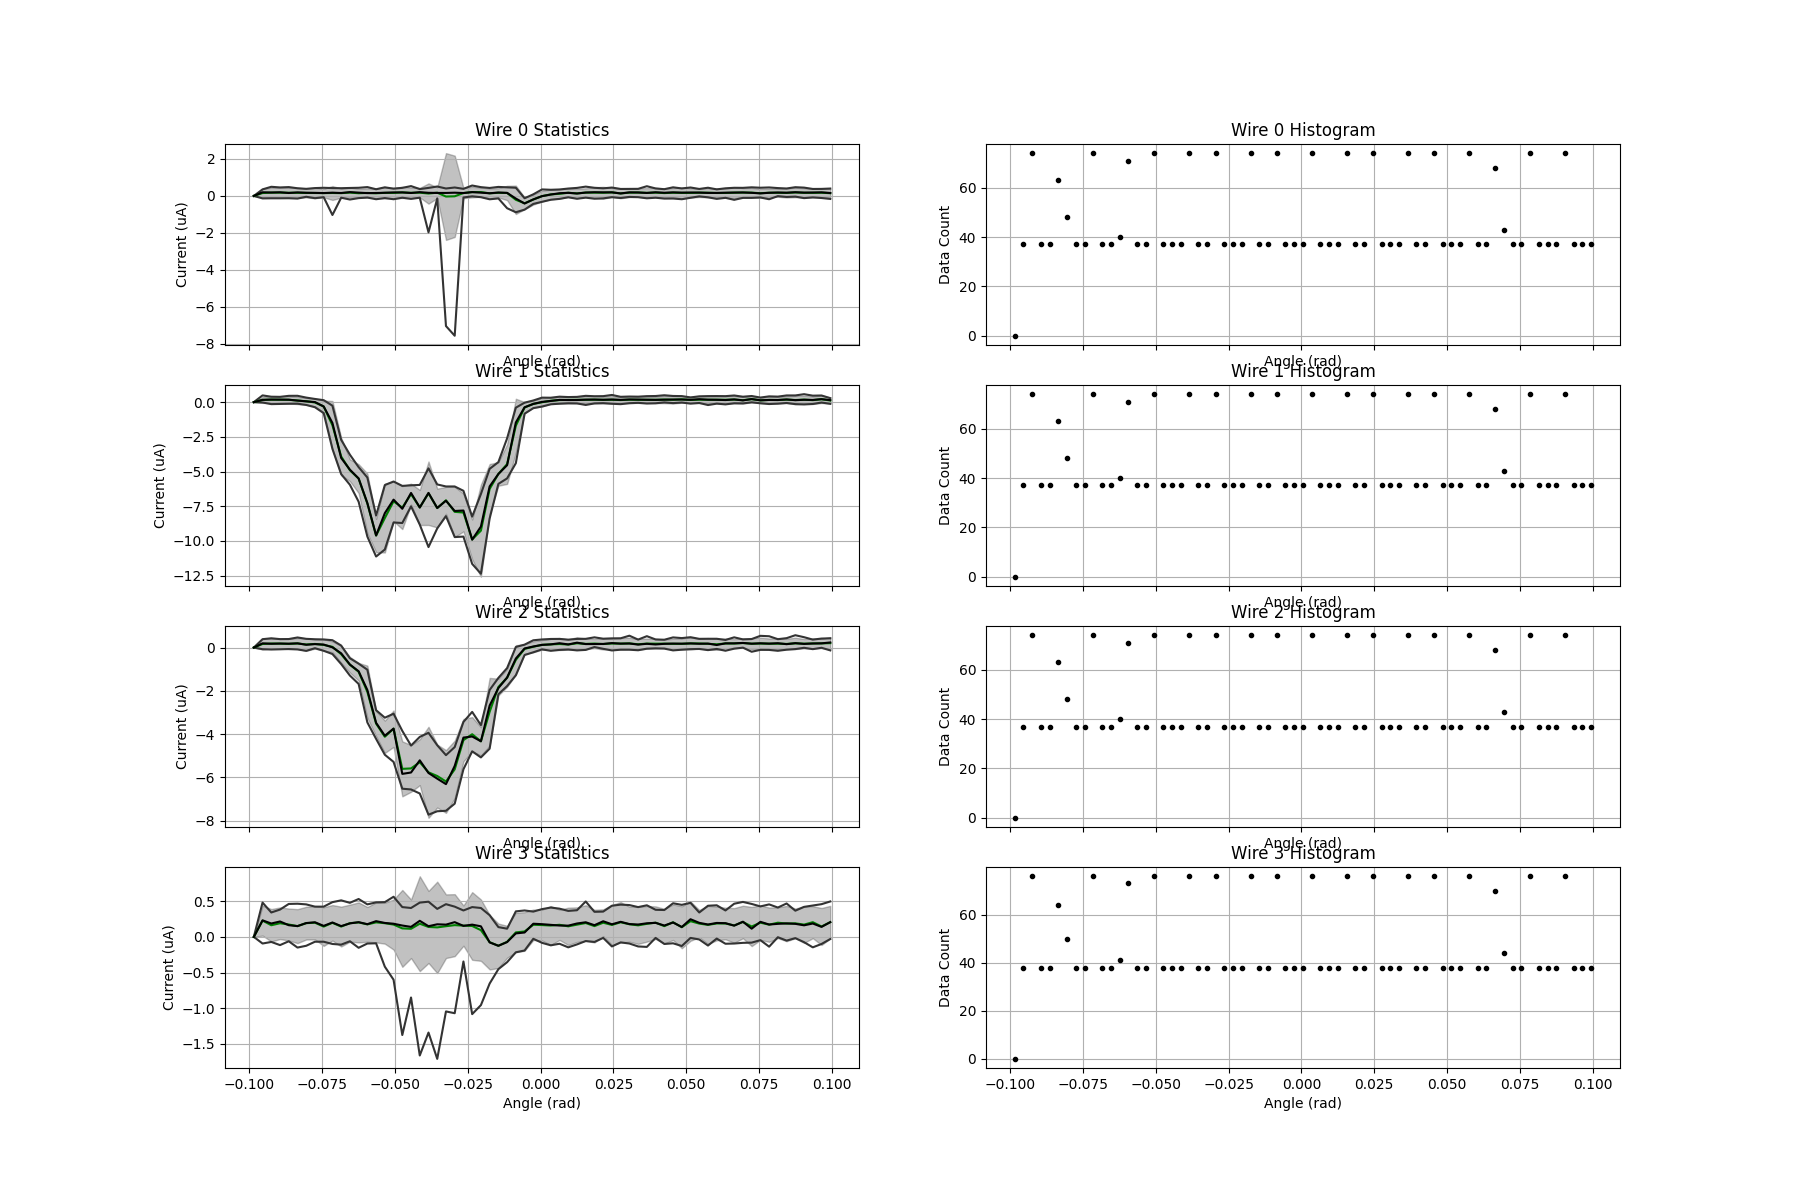 Wire 0 Statistics
Current (uA)
2
0
−2
−4
−6
−8
Angle (rad)
Wire 0 Histogram
Data Count
60
40
20
0
Angle (rad)
Wire 1 Statistics
Current (uA)
0.0
−2.5
−5.0
−7.5
−10.0
−12.5
Angle (rad)
Wire 1 Histogram
Data Count
60
40
20
0
Angle (rad)
Wire 2 Statistics
Current (uA)
0
−2
−4
−6
−8
Angle (rad)
Wire 2 Histogram
Data Count
60
40
20
0
Angle (rad)
Wire 3 Statistics
Current (uA)
0.5
0.0
−0.5
−1.0
−1.5
−0.100 −0.075 −0.050 −0.025 0.000 0.025 0.050 0.075 0.100
Angle (rad)
Wire 3 Histogram
Data Count
60
40
20
0
−0.100 −0.075 −0.050 −0.025 0.000 0.025 0.050 0.075 0.100
Angle (rad)